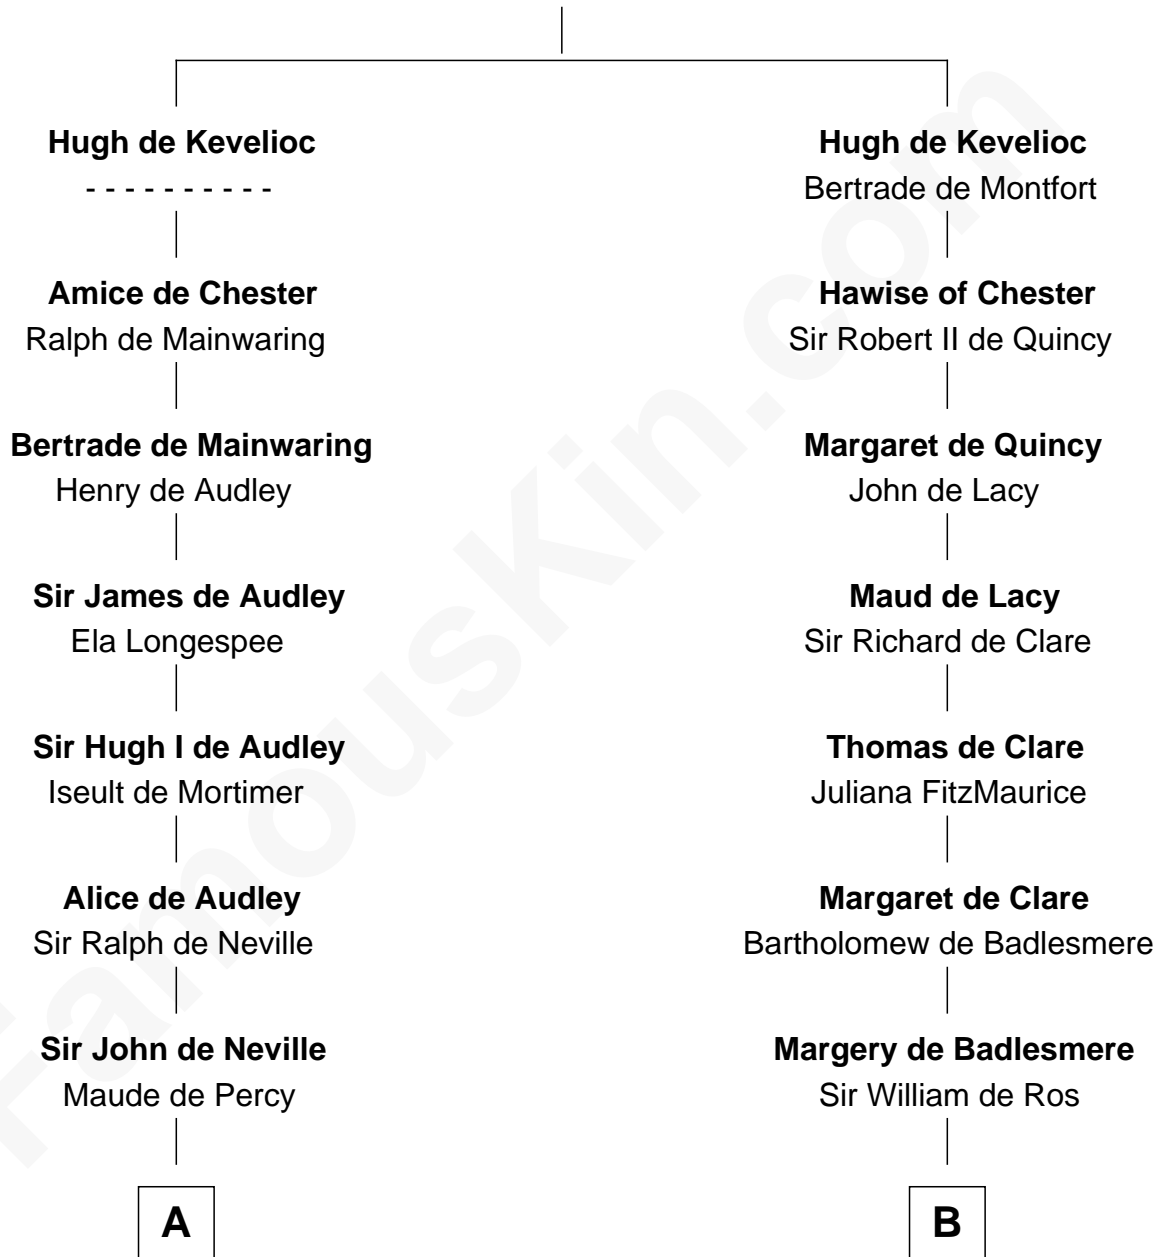 Hugh de Kevelioc
- - - - - - - - - -
Amice de Chester
Ralph de Mainwaring
Bertrade de Mainwaring
Henry de Audley
Sir James de Audley
Ela Longespee
Sir Hugh I de Audley
Iseult de Mortimer
Alice de Audley
Sir Ralph de Neville
Sir John de Neville
Maude de Percy
A
Hugh de Kevelioc
Bertrade de Montfort
Hawise of Chester
Sir Robert II de Quincy
Margaret de Quincy
John de Lacy
Maud de Lacy
Sir Richard de Clare
Thomas de Clare
Juliana FitzMaurice
Margaret de Clare
Bartholomew de Badlesmere
Margery de Badlesmere
Sir William de Ros
B
FamousKin.com